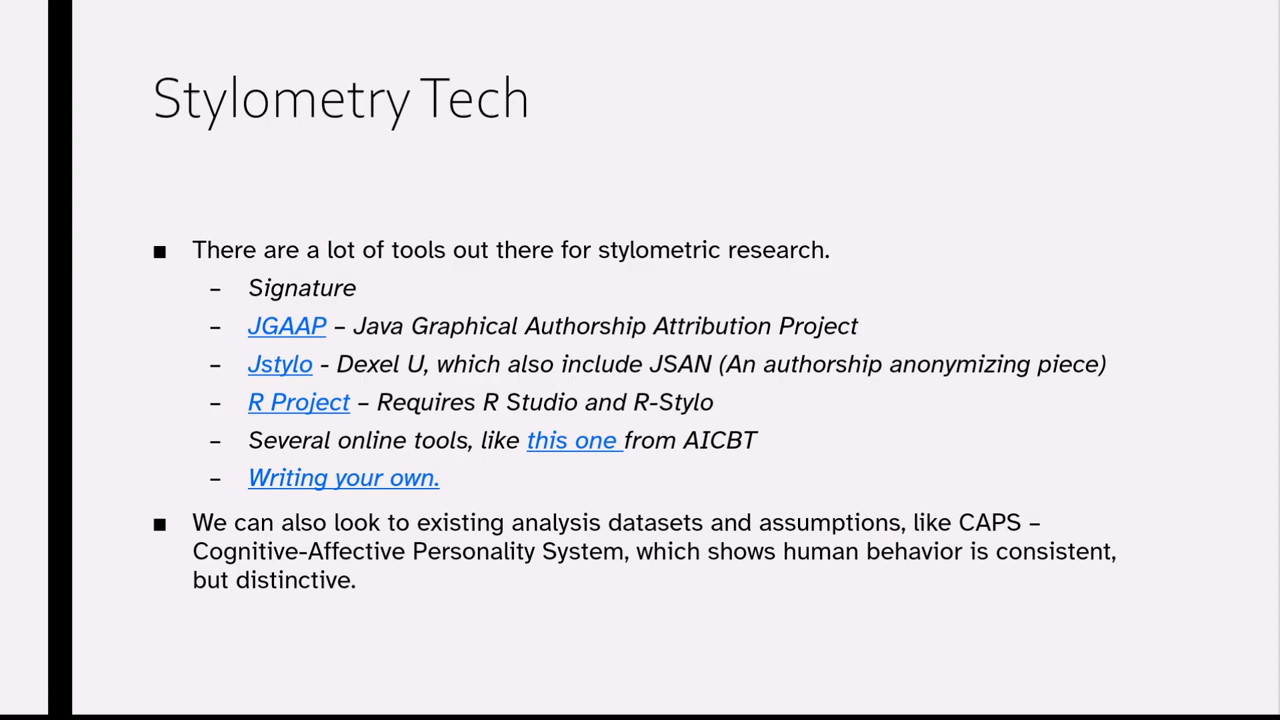 Stylometry Tech
■ There are a lot of tools out there for stylometric research.
– Signature
– JGAAP – Java Graphical Authorship Attribution Project
– Jstylo - Dexel U, which also include JSAN (An authorship anonymizing piece)
– R Project – Requires R Studio and R-Stylo
– Several online tools, like this one from AICBT
– Writing your own.
■ We can also look to existing analysis datasets and assumptions, like CAPS –
Cognitive-Affective Personality System, which shows human behavior is consistent,
but distinctive.